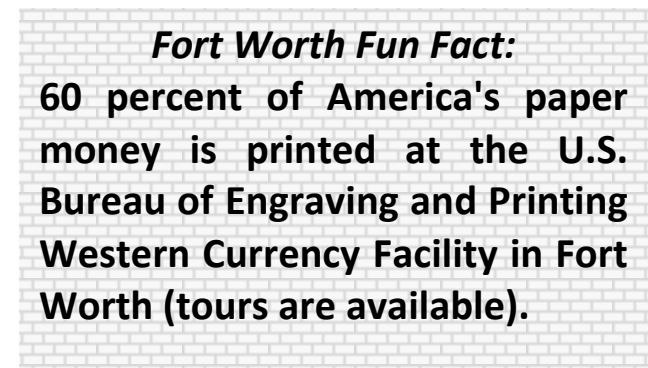 Fort Worth Fun Fact:
60 percent of America's paper
money is printed at the U.S.
Bureau of Engraving and Printing
Western Currency Facility in Fort
Worth (tours are available).